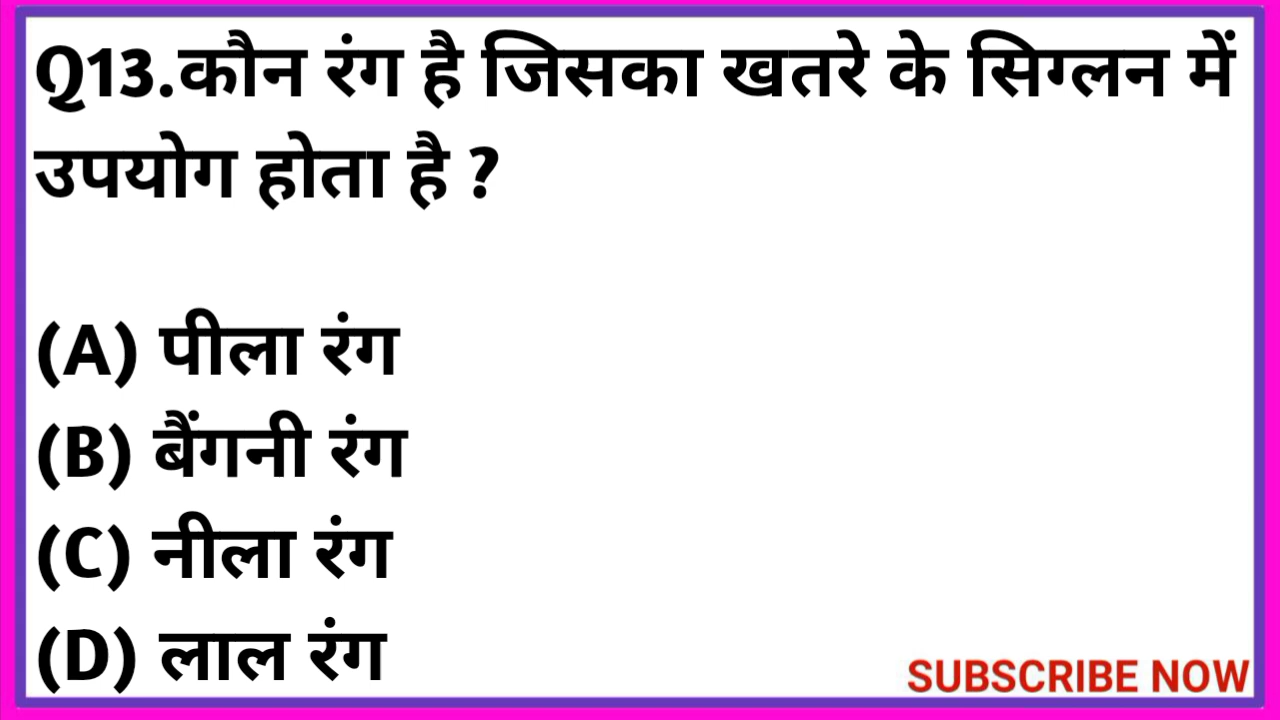 Q13.कौन रंग है जिसका खतरे के सिग्लन में
उपयोग होता है ?
(A) पीला रंग
(B) बैंगनी रंग
(C) नीला रंग
(D) लाल रंग
SUBSCRIBE NOW